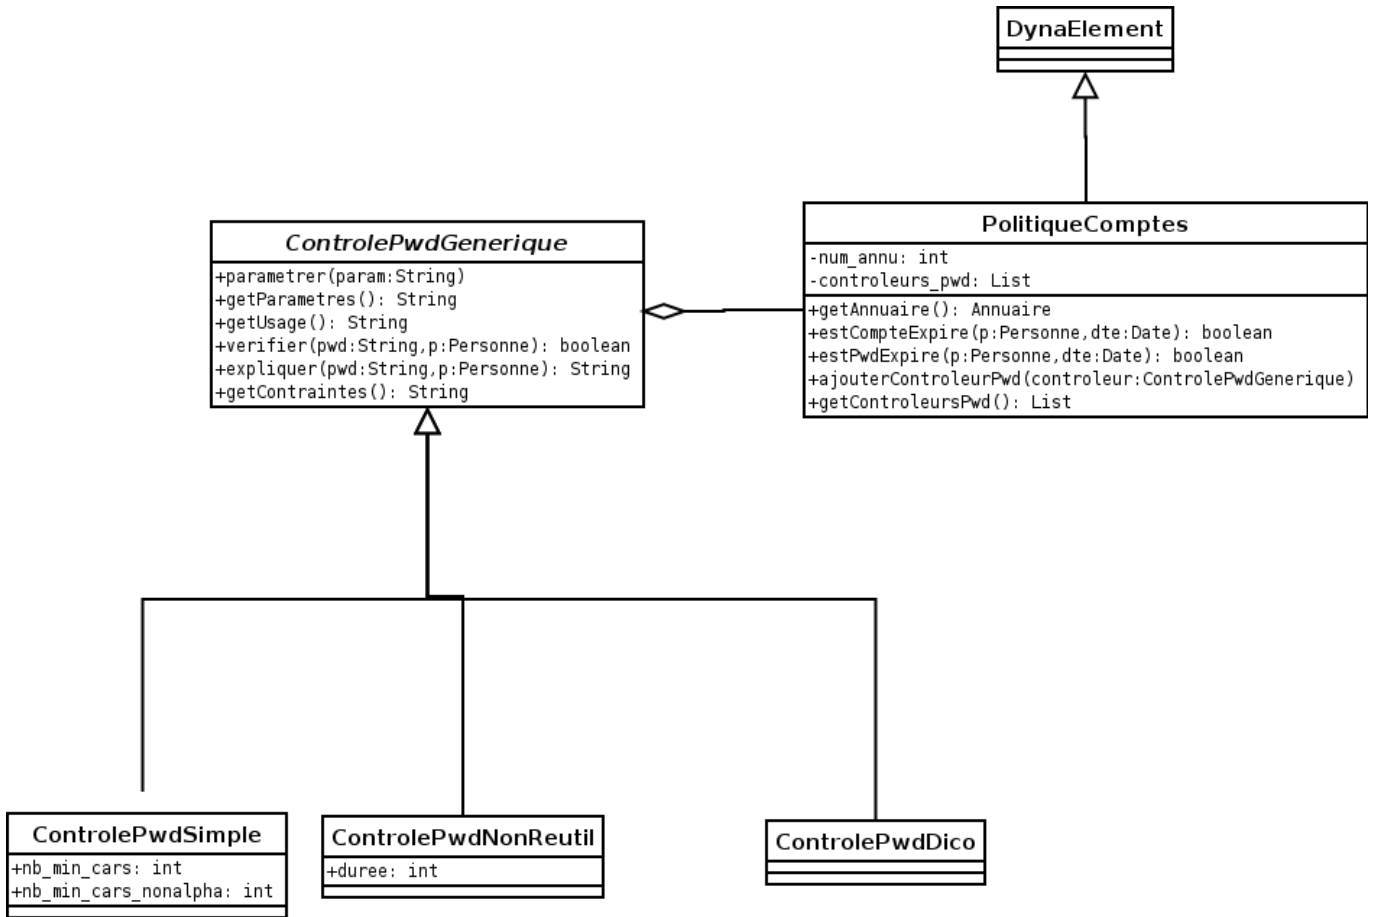 DynaElement
ControlePwdGenerique
+parametrer(param:String)
+getParametres(): String
+getUsage(): String
+verifier(pwd:String,p:Personne): boolean
+expliquer(pwd:String,p:Personne): String
+getContraintes(): String
PolitiqueComptes
-num_annu: int
-controleurs_pwd: List
+getAnnuaire(): Annuaire
+estCompteExpire(p:Personne,dte:Date): boolean
+estPwdExpire(p:Personne,dte:Date): boolean
+ajouterControleurPwd(controleur:ControlePwdGenerique)
+getControleursPwd(): List
ControlePwdSimple
+nb_min_cars: int
+nb_min_cars_nonalpha: int
ControlePwdNonReutil
+duree: int
ControlePwdDico